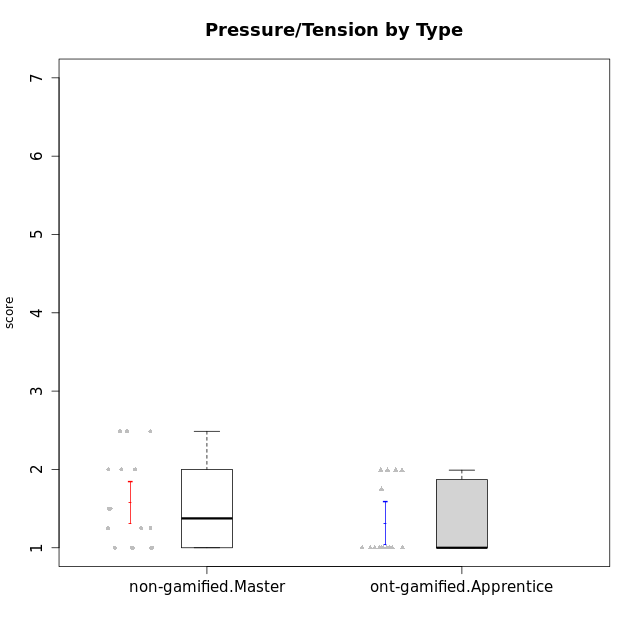 Pressure/Tension by Type
7
6
5
4
3
2
1
score
non-gamified.Master
ont-gamified.Apprentice